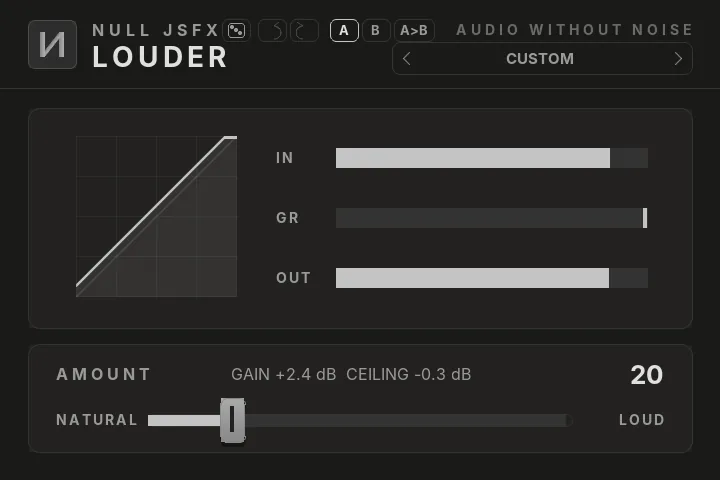 NULL JSFX A B A>B AUDIO WITHOUT NOISE
LOUDER CUSTOM
IN
GR
OUT
AMOUNT GAIN +2.4 dB CEILING -0.3 dB 20
NATURAL LOUD